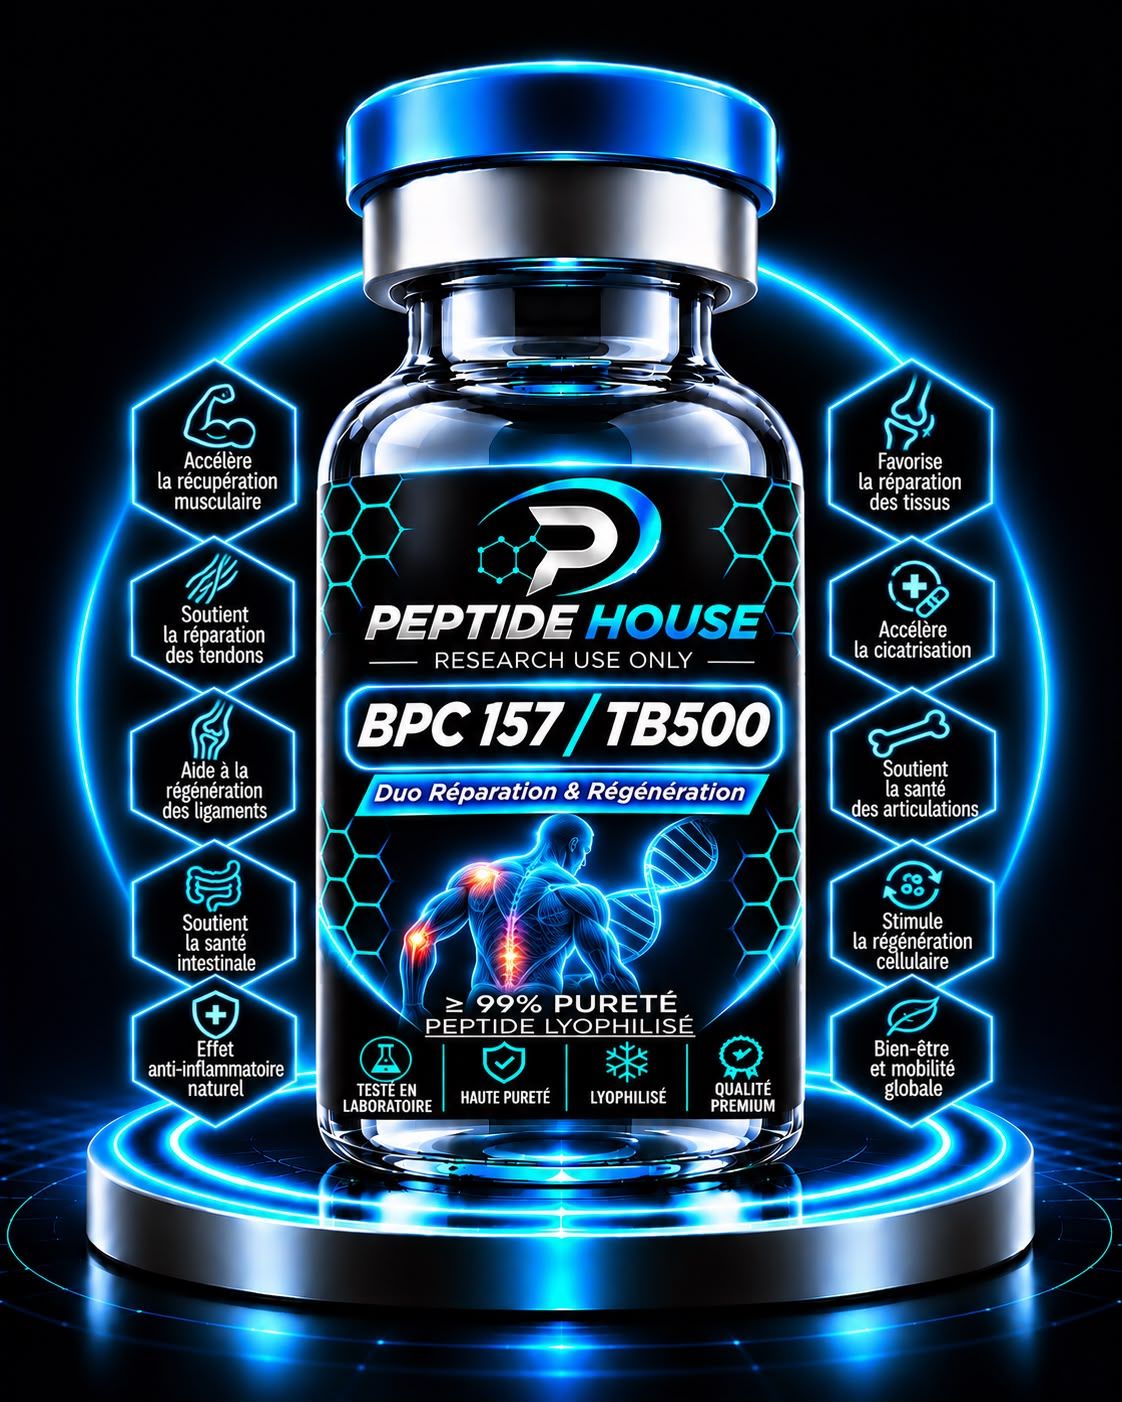 PEPTIDE HOUSE
RESEARCH USE ONLY
BPC 157 / TB500
Duo Réparation & Régénération
≥ 99% PURETÉ
PEPTIDE LYOPHILISÉ
TESTÉ EN
LABORATOIRE
HAUTE PURETÉ
LYOPHILISÉ
QUALITÉ
PREMIUM
Accélère
la récupération
musculaire
Soutient
la réparation
des tendons
Aide à la
régénération
des ligaments
Soutient
la santé
intestinale
Effet
anti-inflammatoire
naturel
Favorise
la réparation
des tissus
Accélère
la cicatrisation
Soutient
la santé
des articulations
Stimule
la régénération
cellulaire
Bien-être
et mobilité
globale